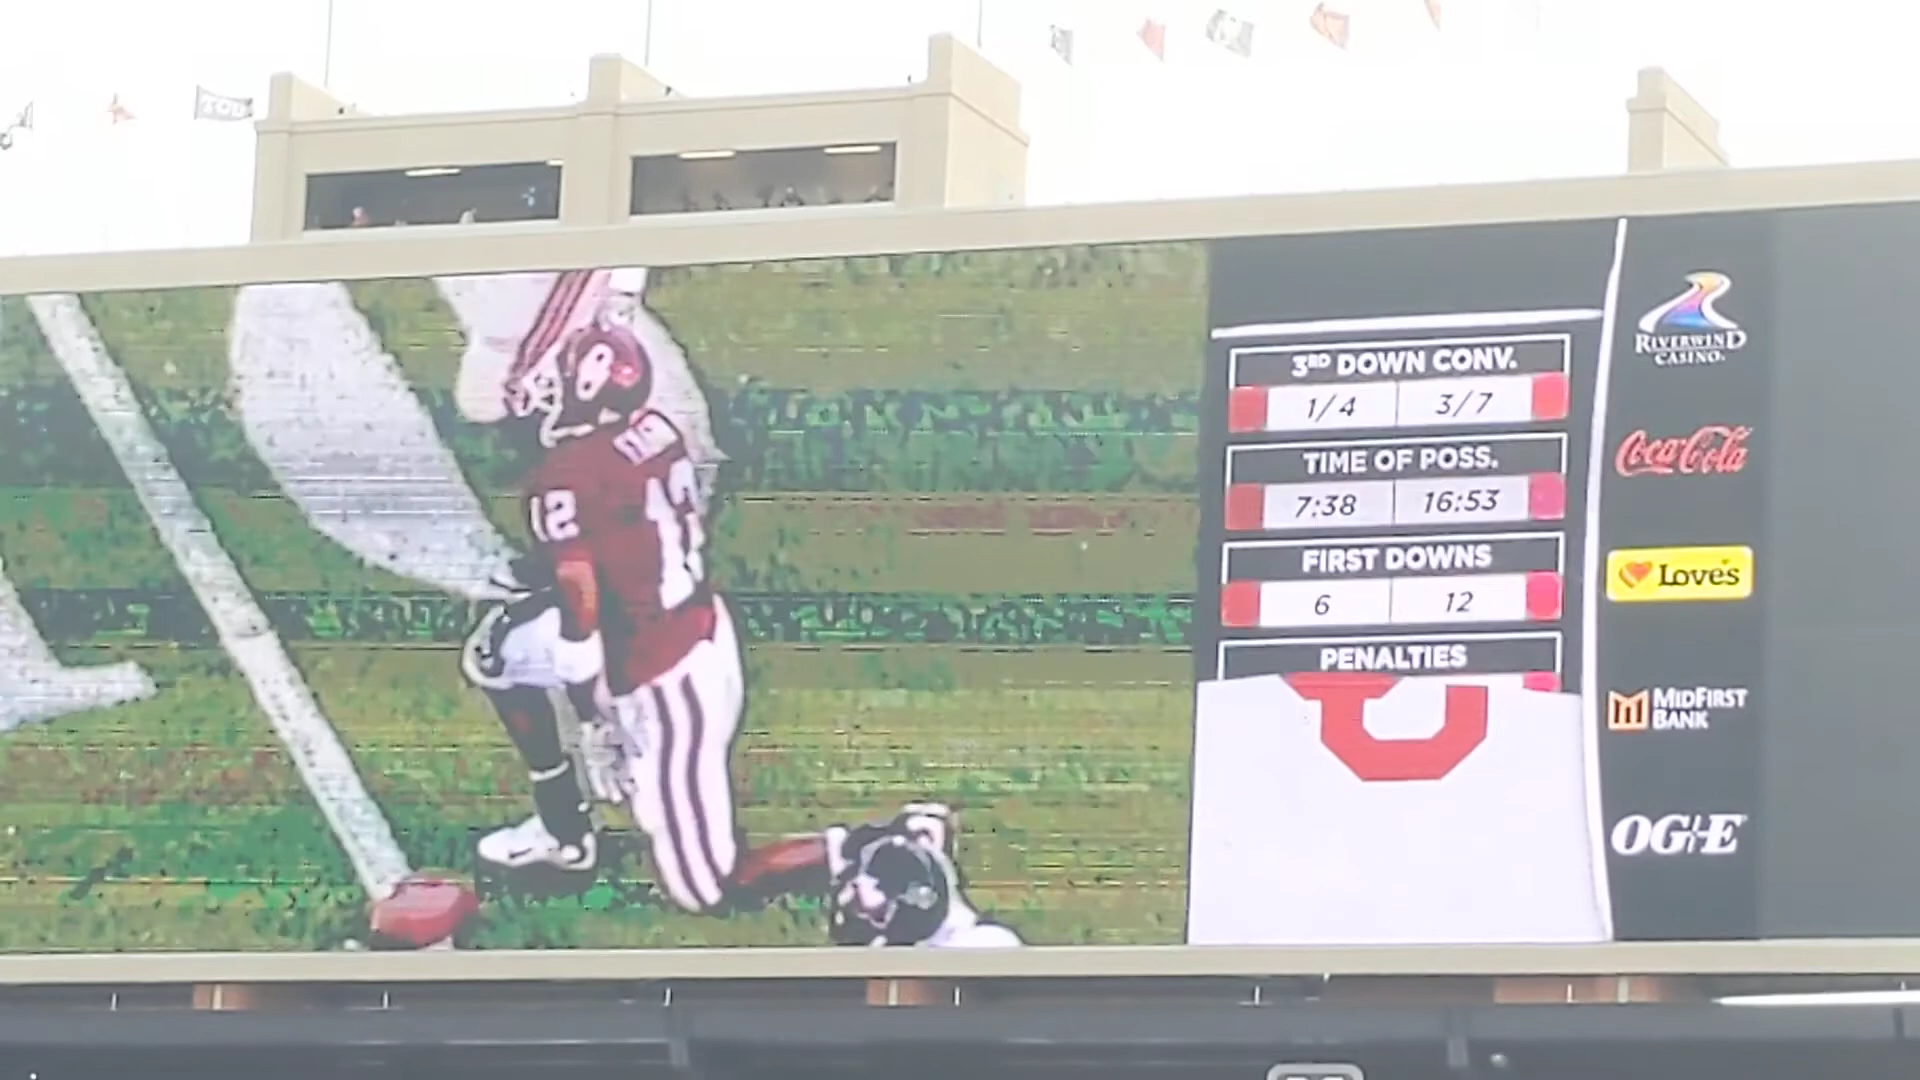 TCU
12
12
3RD DOWN CONV.
1/4 3/7
TIME OF POSS.
7:38 16:53
FIRST DOWNS
6 12
PENALTIES
RIVERWIND
CASINO
Coca-Cola
Love's
MIDFIRST
BANK
OG+E